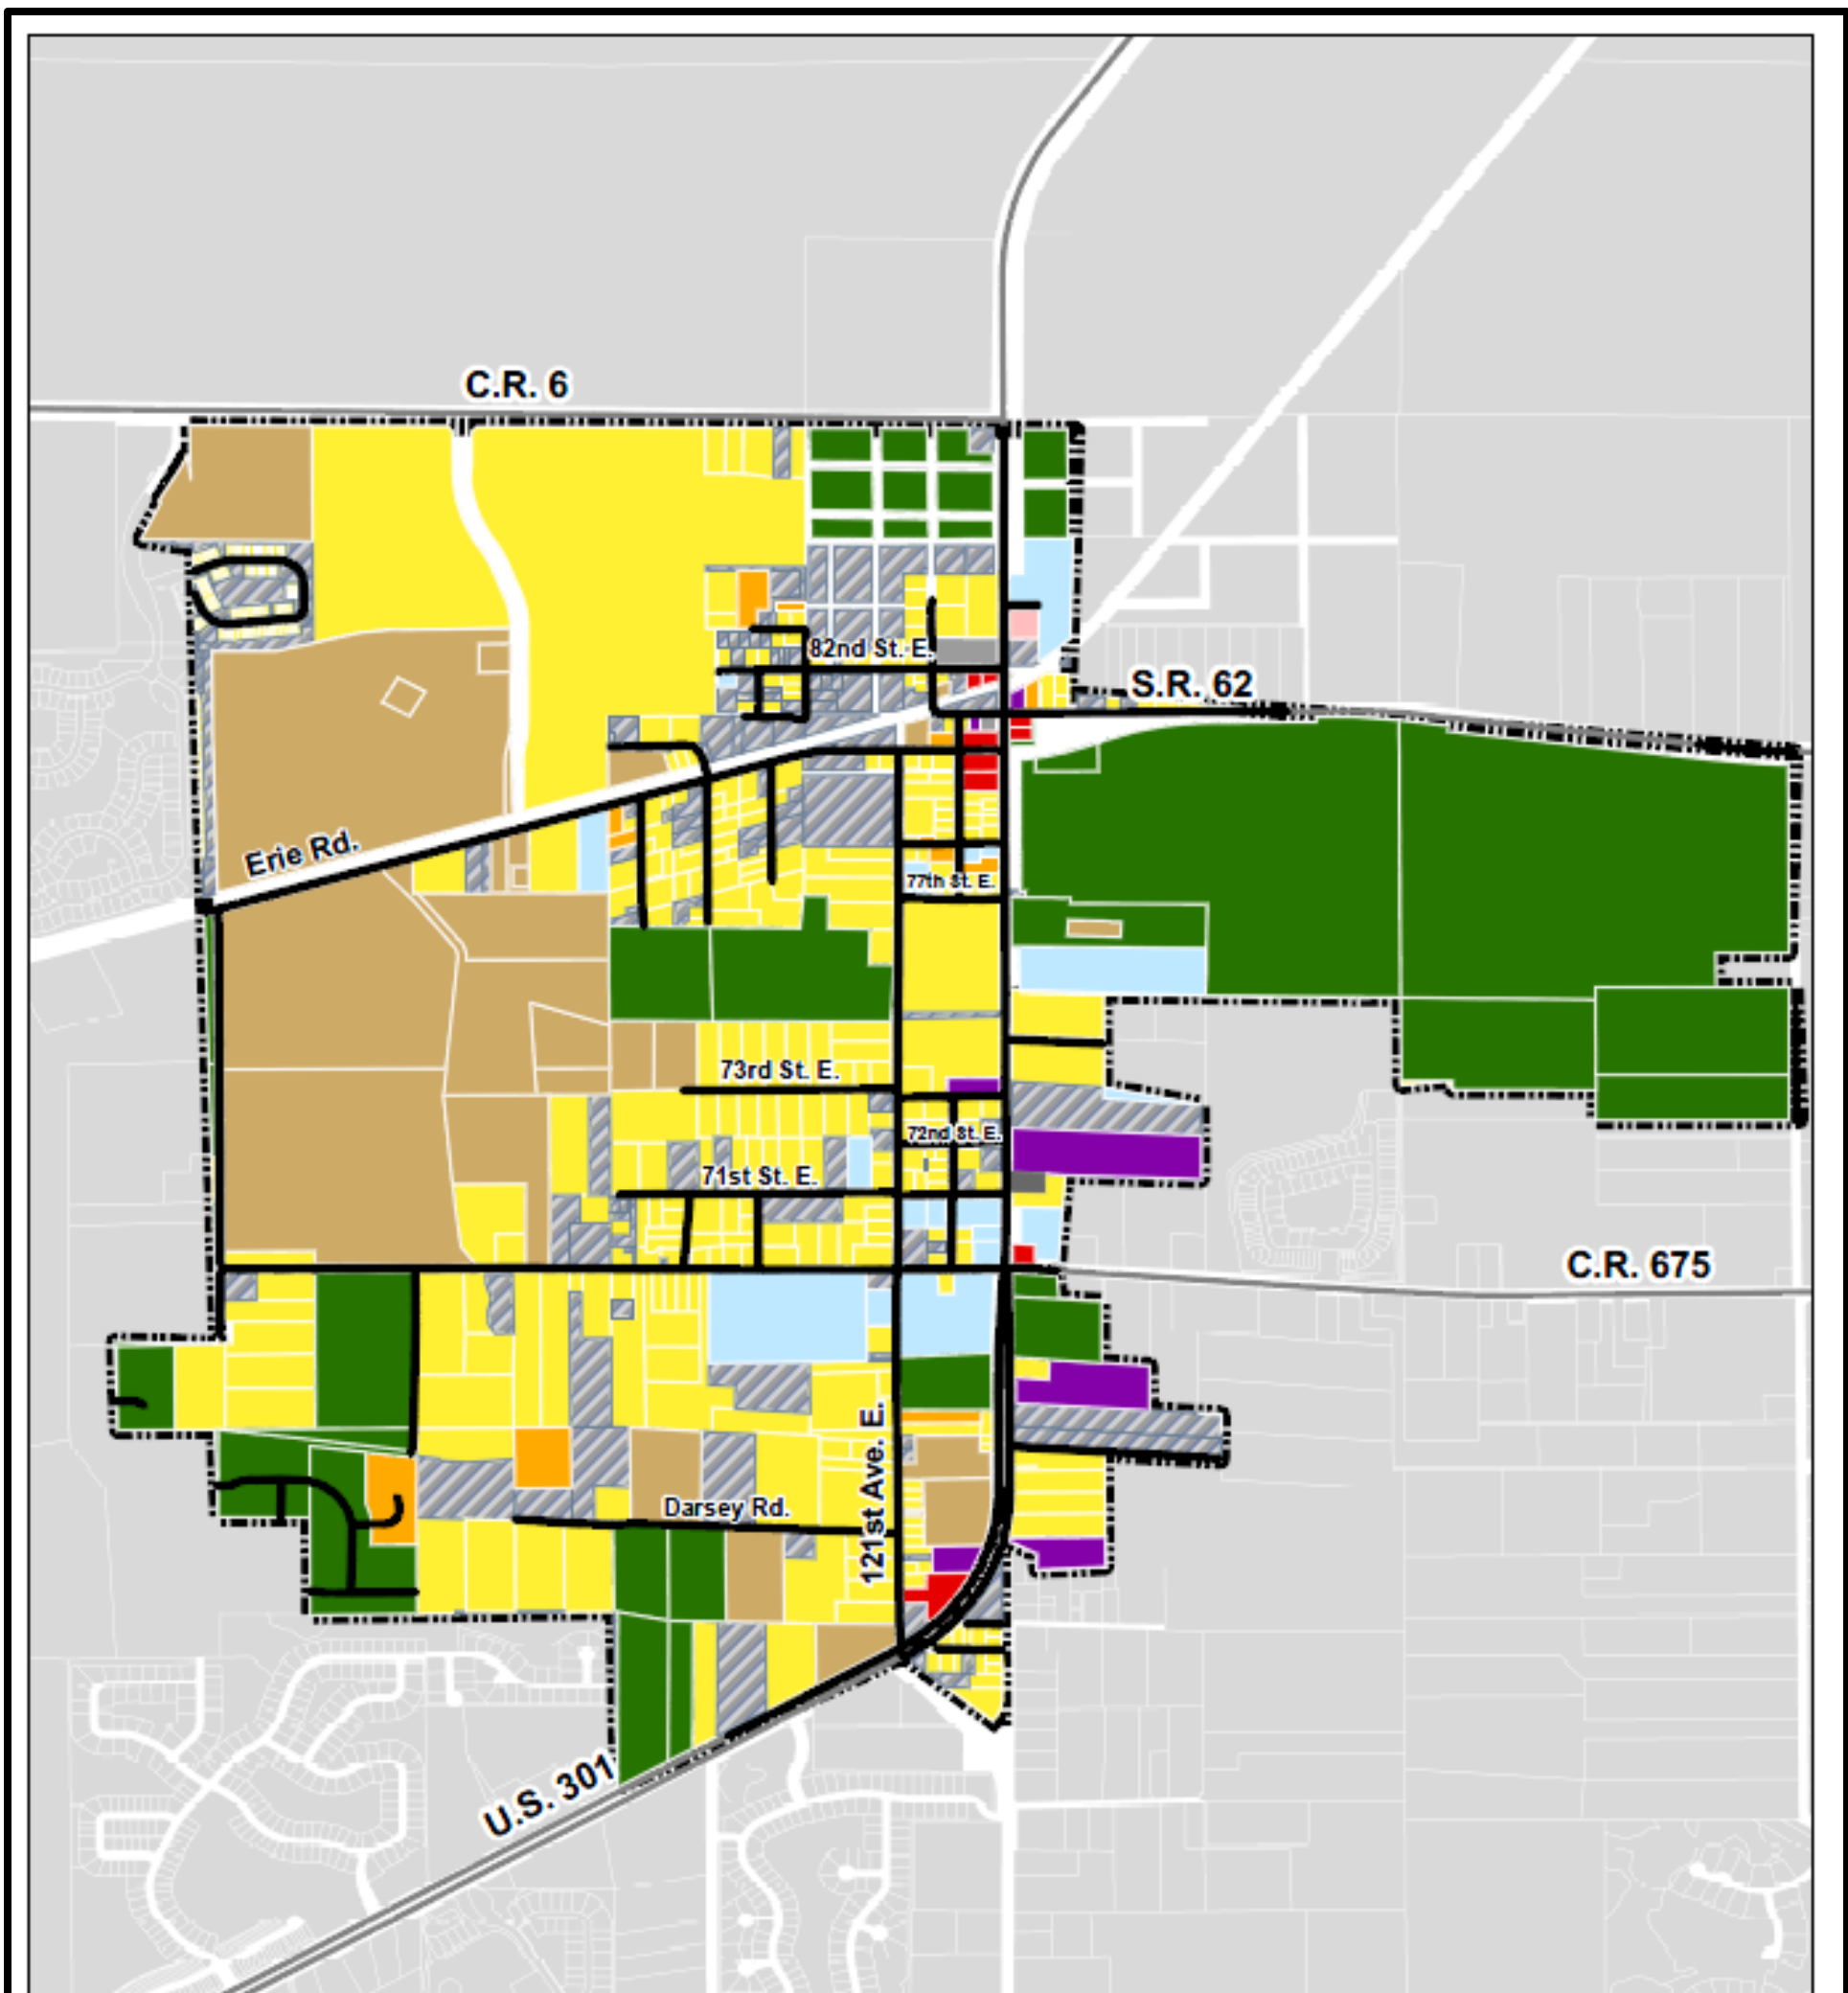 C.R. 6
82nd St. E.
S.R. 62
Erie Rd.
77th St. E.
73rd St. E.
72nd St. E.
71st St. E.
C.R. 675
121st Ave. E.
Darsey Rd.
U.S. 301